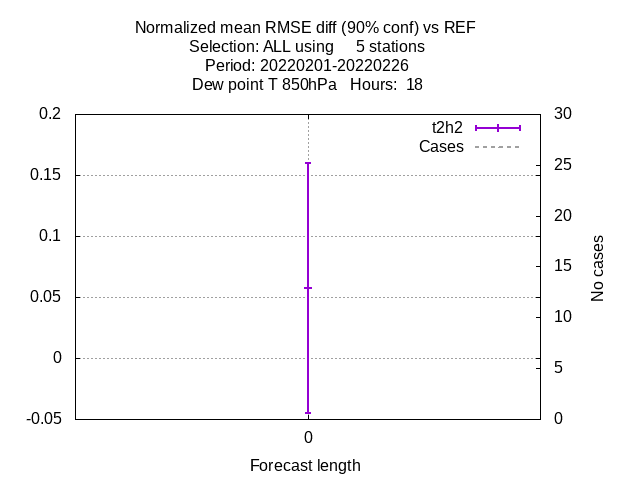 Normalized mean RMSE diff (90% conf) vs REF
Selection: ALL using     5 stations
Period: 20220201-20220226
Dew point T 850hPa   Hours:  18
t2h2
Cases
0.2
0.15
0.1
0.05
0
-0.05
30
25
20
15
10
5
0
No cases
0
Forecast length